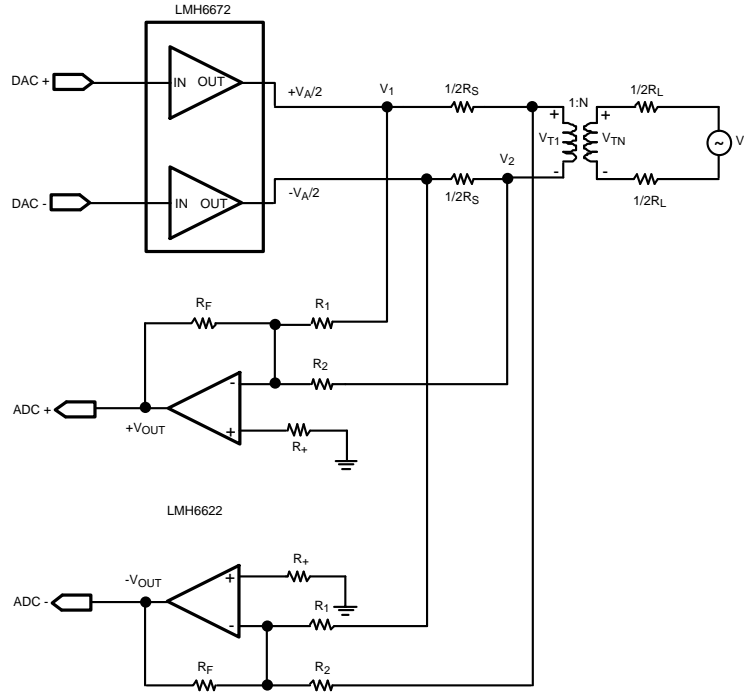 LMH6672
DAC +
IN OUT
+VA/2
V1
1/2RS
1:N
1/2RL
+ +
VT1 VTN
~ V
- -
V2
DAC -
IN OUT
-VA/2
1/2RS
1/2RL
RF
R1
R2
-
ADC +
+VOUT
+
R+
LMH6622
R+
-VOUT
+
ADC -
-
R1
RF
R2